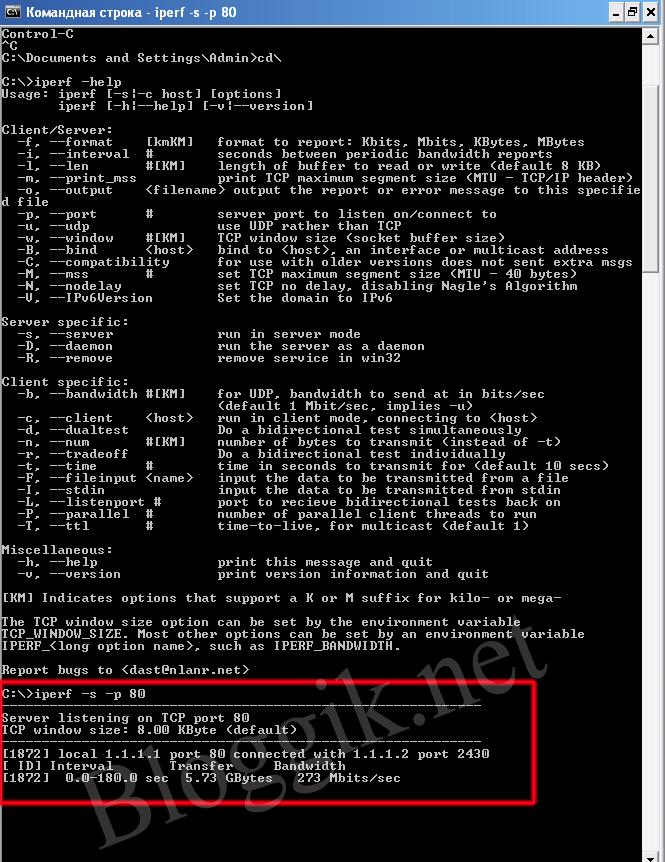 Командная строка - iperf -s -p 80
Control-C
^C
C:\Documents and Settings\Admin>cd\
C:\>iperf -help
Usage: iperf [-s|-c host] [options]
       iperf [-h|--help] [-v|--version]
Client/Server:
  -f, --format    [kmKM]   format to report: Kbits, Mbits, KBytes, MBytes
  -i, --interval  #        seconds between periodic bandwidth reports
  -l, --len       #[KM]    length of buffer to read or write (default 8 KB)
  -m, --print_mss          print TCP maximum segment size (MTU - TCP/IP header)
  -o, --output    <filename> output the report or error message to this specifie
d file
  -p, --port      #        server port to listen on/connect to
  -u, --udp                use UDP rather than TCP
  -w, --window    #[KM]    TCP window size (socket buffer size)
  -B, --bind      <host>   bind to <host>, an interface or multicast address
  -C, --compatibility      for use with older versions does not sent extra msgs
  -M, --mss       #        set TCP maximum segment size (MTU - 40 bytes)
  -N, --nodelay            set TCP no delay, disabling Nagle's Algorithm
  -V, --IPv6Version        Set the domain to IPv6
Server specific:
  -s, --server             run in server mode
  -D, --daemon             run the server as a daemon
  -R, --remove             remove service in win32
Client specific:
  -b, --bandwidth #[KM]    for UDP, bandwidth to send at in bits/sec
                           (default 1 Mbit/sec, implies -u)
  -c, --client    <host>   run in client mode, connecting to <host>
  -d, --dualtest           Do a bidirectional test simultaneously
  -n, --num       #[KM]    number of bytes to transmit (instead of -t)
  -r, --tradeoff           Do a bidirectional test individually
  -t, --time      #        time in seconds to transmit for (default 10 secs)
  -F, --fileinput <name>   input the data to be transmitted from a file
  -I, --stdin              input the data to be transmitted from stdin
  -L, --listenport #       port to recieve bidirectional tests back on
  -P, --parallel  #        number of parallel client threads to run
  -T, --ttl       #        time-to-live, for multicast (default 1)
Miscellaneous:
  -h, --help               print this message and quit
  -v, --version            print version information and quit
[KM] Indicates options that support a K or M suffix for kilo- or mega-
The TCP window size option can be set by the environment variable
TCP_WINDOW_SIZE. Most other options can be set by an environment variable
IPERF_<long option name>, such as IPERF_BANDWIDTH.
Report bugs to <dast@nlanr.net>
C:\>iperf -s -p 80
------------------------------------------------------------
Server listening on TCP port 80
TCP window size: 8.00 KByte (default)
------------------------------------------------------------
[1872] local 1.1.1.1 port 80 connected with 1.1.1.2 port 2430
[ ID] Interval       Transfer     Bandwidth
[1872]  0.0-180.0 sec  5.73 GBytes   273 Mbits/sec
Bloggik.net